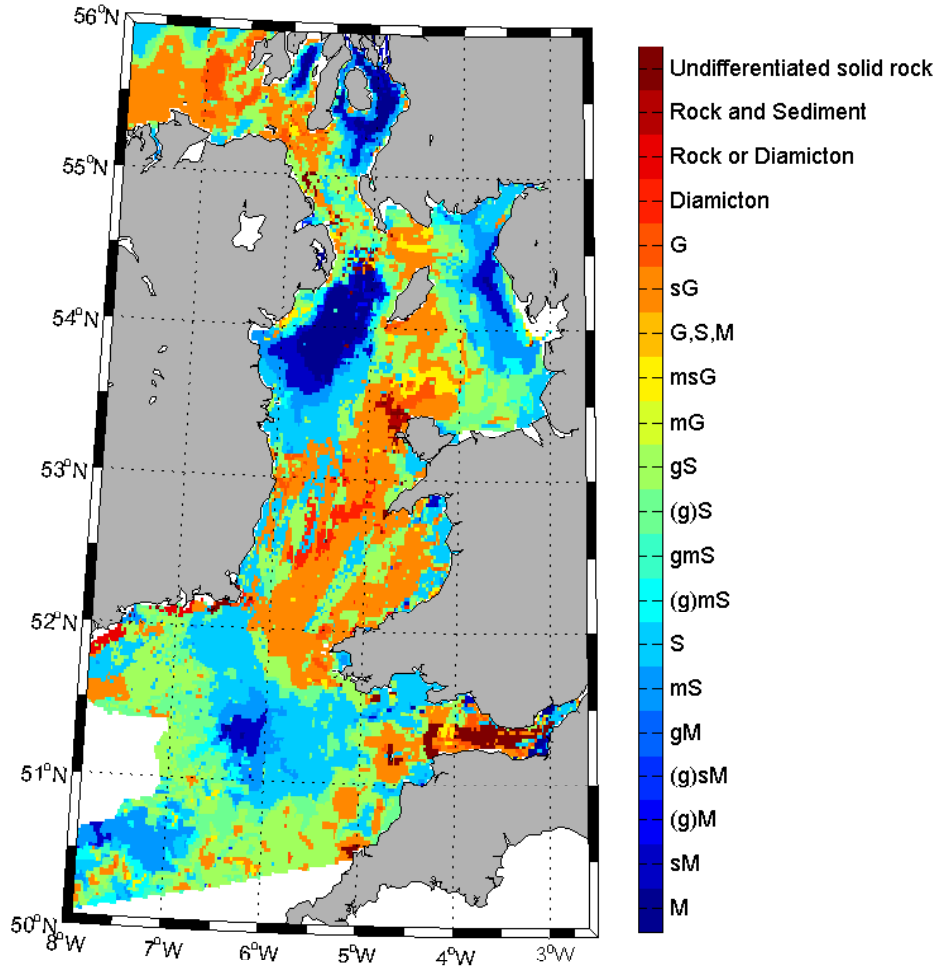 56°N
55°N
54°N
53°N
52°N
51°N
50°N
8°W
7°W
6°W
5°W
4°W
3°W
Undifferentiated solid rock
Rock and Sediment
Rock or Diamicton
Diamicton
G
sG
G,S,M
msG
mG
gS
(g)S
gmS
(g)mS
S
mS
gM
(g)sM
(g)M
sM
M